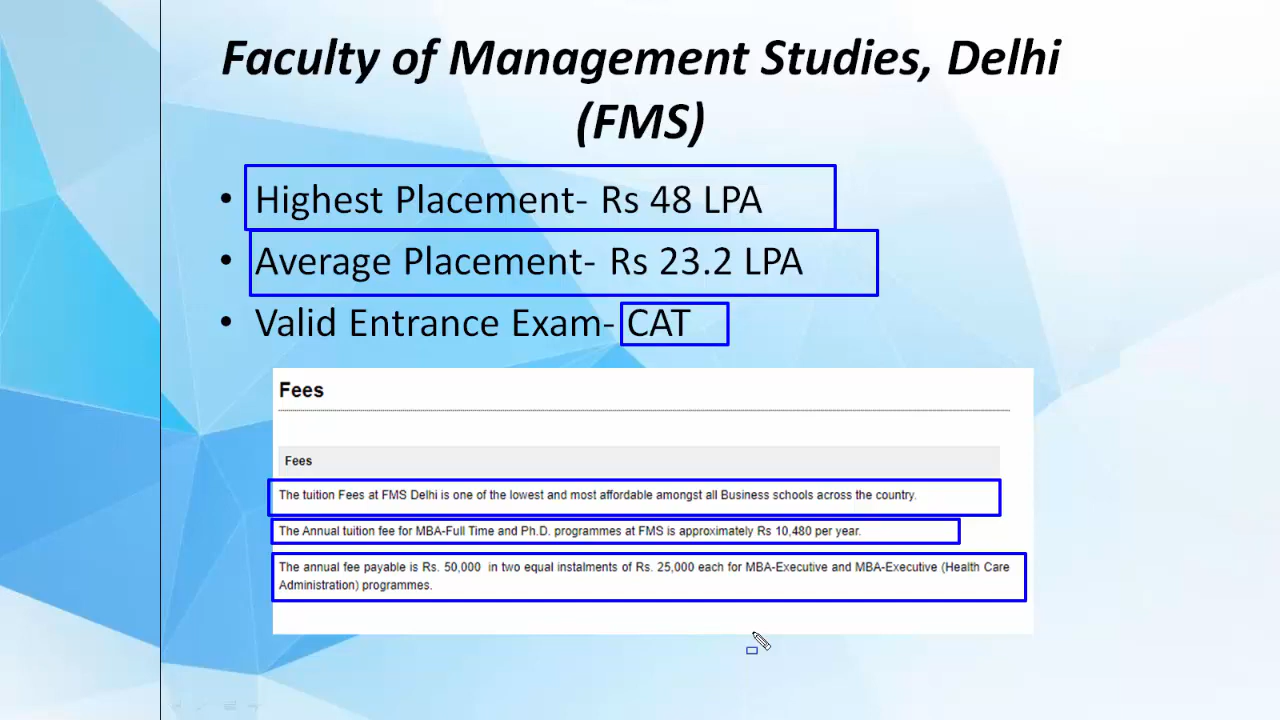 Faculty of Management Studies, Delhi
(FMS)
• Highest Placement- Rs 48 LPA
• Average Placement- Rs 23.2 LPA
• Valid Entrance Exam- CAT
Fees
Fees
The tuition Fees at FMS Delhi is one of the lowest and most affordable amongst all Business schools across the country.
The Annual tuition fee for MBA-Full Time and Ph.D. programmes at FMS is approximately Rs 10,480 per year.
The annual fee payable is Rs. 50,000 in two equal instalments of Rs. 25,000 each for MBA-Executive and MBA-Executive (Health Care
Administration) programmes.